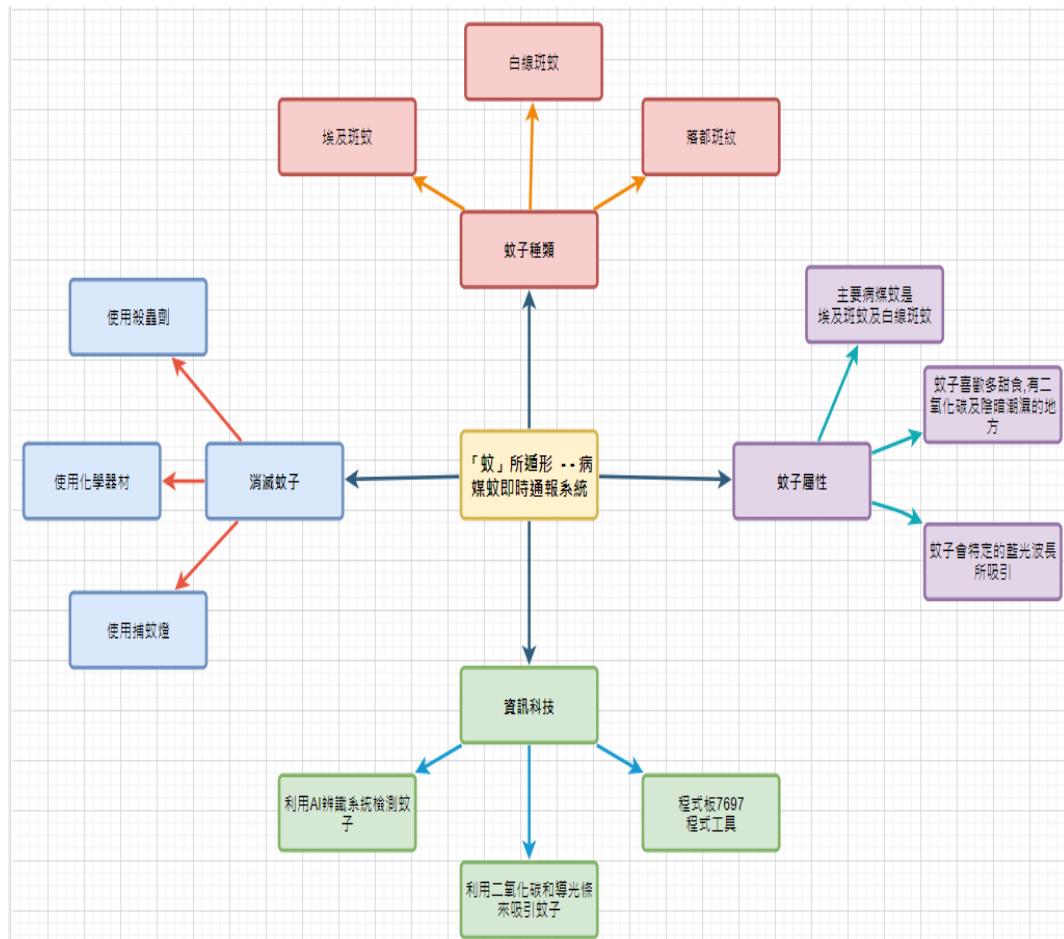 白線斑蚊
埃及斑蚊
落都斑紋
蚊子種類
使用殺蟲劑
主要病媒蚊是
埃及斑蚊及白線斑蚊
蚊子喜歡多甜食,有二
氧化碳及陰暗潮濕的地
方
使用化學器材
消滅蚊子
「蚊」所遁形 - - 病
媒蚊即時通報系統
蚊子屬性
蚊子會特定的藍光波長
所吸引
使用捕蚊燈
資訊科技
利用AI辨識系統檢測蚊
子
程式板7697
程式工具
利用二氧化碳和導光條
來吸引蚊子